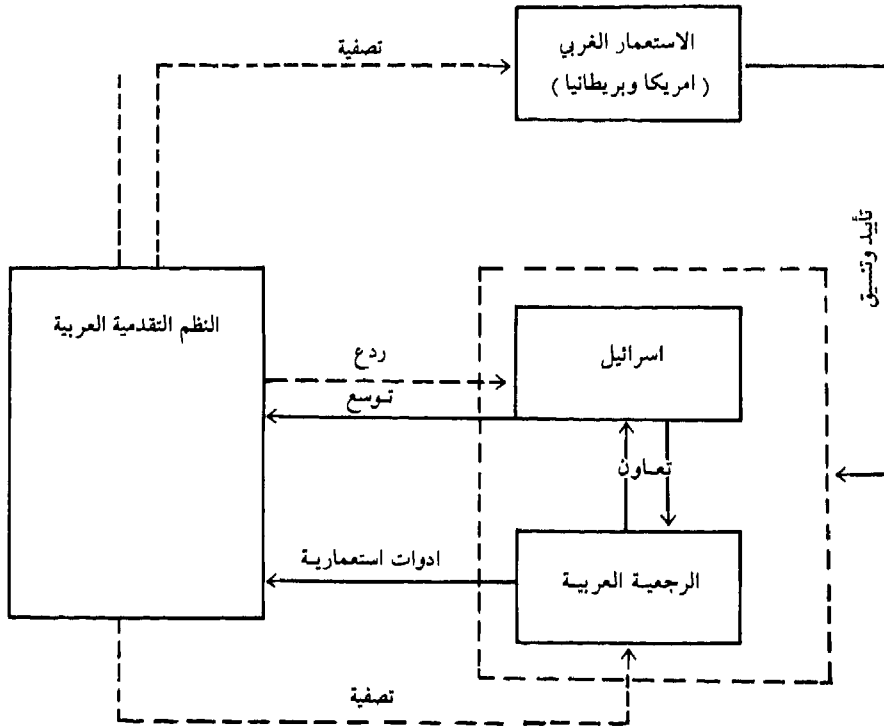 تصفية
الاستعمار الغربي
( امريكا وبريطانيا )
تأييد وتنسيق
النظم التقدمية العربية
ردع
توسع
اسرائيل
تعاون
ادوات استعمارية
الرجعية العربية
تصفية